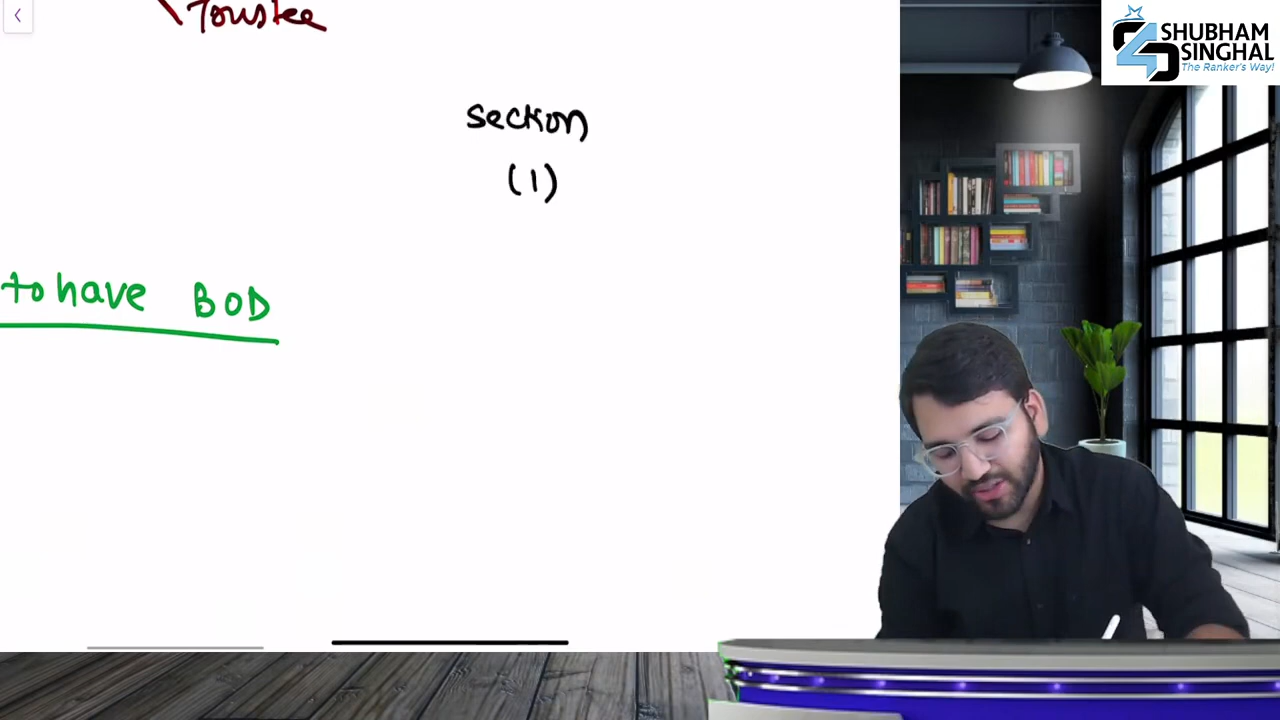 Trustee
SHUBHAM
SINGHAL
The Ranker's Way!
section
(1)
to have BOD